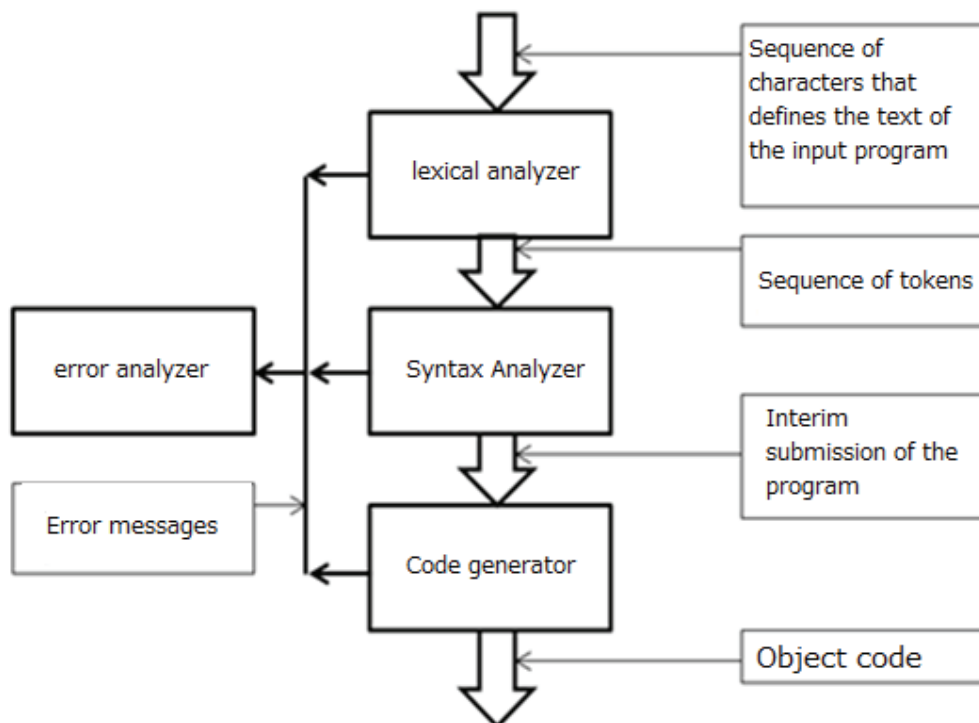 Sequence of
characters that
defines the text of
the input program
lexical analyzer
Sequence of tokens
error analyzer
Syntax Analyzer
Interim
submission of the
program
Error messages
Code generator
Object code